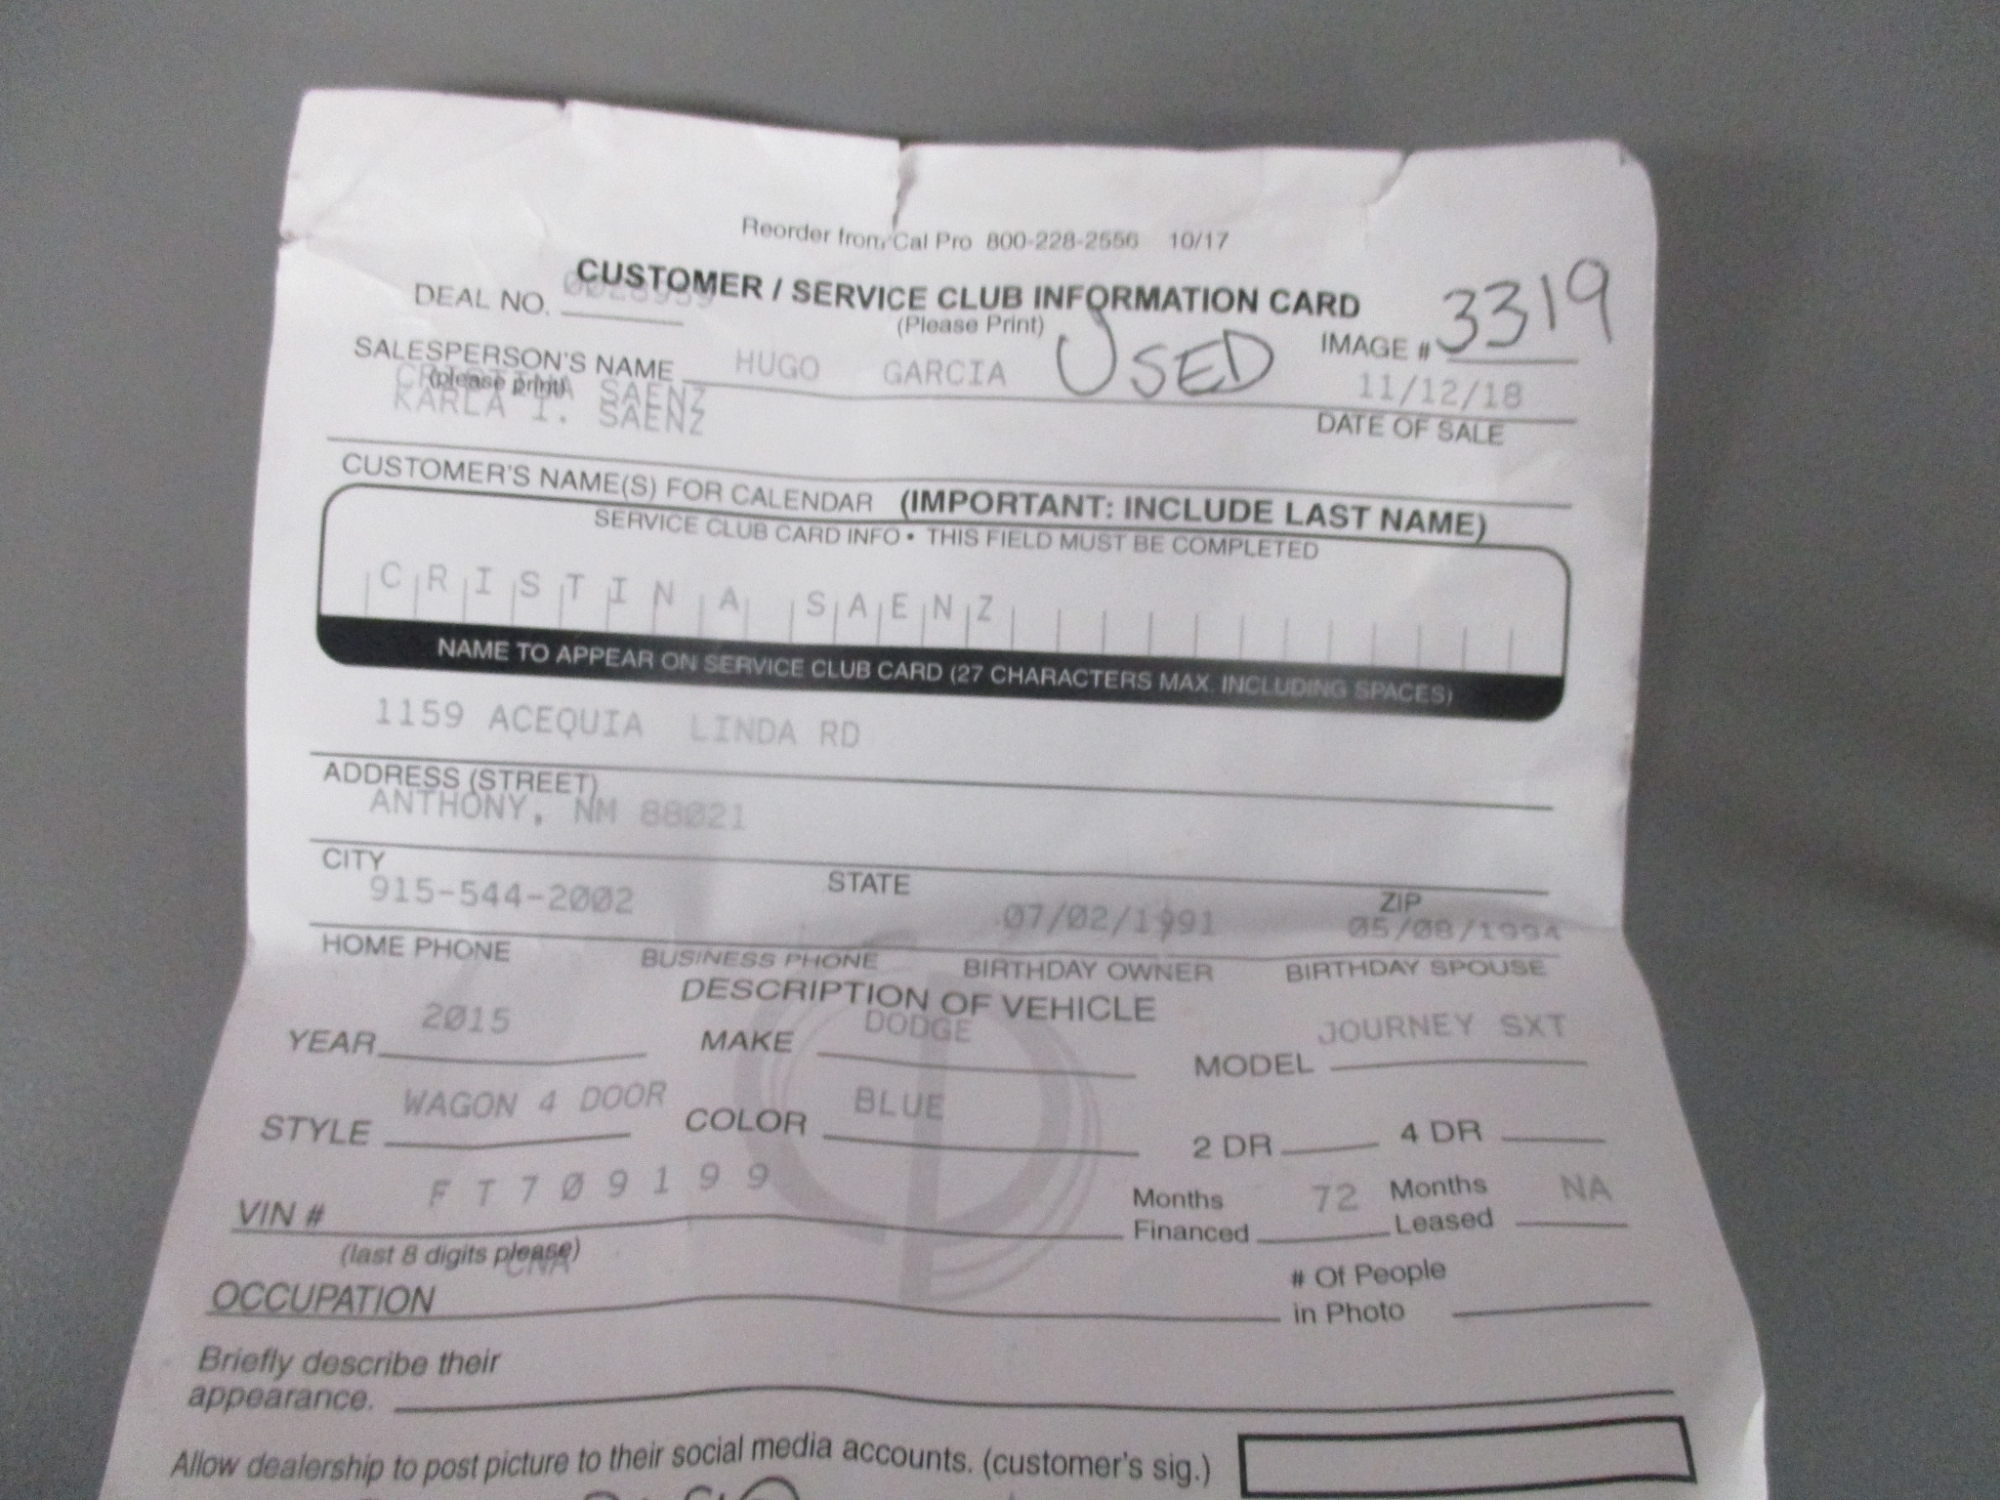 Reorder from Cal Pro 800-228-2556 10/17
CUSTOMER / SERVICE CLUB INFORMATION CARD
(Please Print)
DEAL NO.
IMAGE # 3319
SALESPERSON'S NAME HUGO GARCIA USED 11/12/18
(please print)
DATE OF SALE
CRISTINA SAENZ
KARLA I. SAENZ
CUSTOMER'S NAME(S) FOR CALENDAR (IMPORTANT: INCLUDE LAST NAME)
SERVICE CLUB CARD INFO • THIS FIELD MUST BE COMPLETED
CRISTINA SAENZ
NAME TO APPEAR ON SERVICE CLUB CARD (27 CHARACTERS MAX. INCLUDING SPACES)
1159 ACEQUIA LINDA RD
ADDRESS (STREET)
ANTHONY, NM 88021
CITY STATE ZIP
915-544-2002 07/02/1991 05/08/1994
HOME PHONE BUSINESS PHONE BIRTHDAY OWNER BIRTHDAY SPOUSE
DESCRIPTION OF VEHICLE
YEAR 2015 MAKE DODGE MODEL JOURNEY SXT
STYLE WAGON 4 DOOR COLOR BLUE 2 DR 4 DR
VIN # FT709199 Months Financed 72 Months Leased NA
(last 8 digits please)
CNA
OCCUPATION # Of People in Photo
Briefly describe their
appearance.
Allow dealership to post picture to their social media accounts. (customer's sig.)